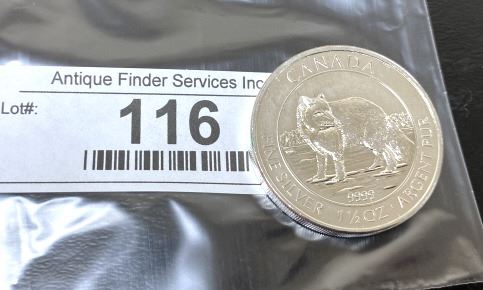 Antique Finder Services Inc
Lot#:
116
CANADA
FINE SILVER 1½ OZ ARGENT PUR
9999